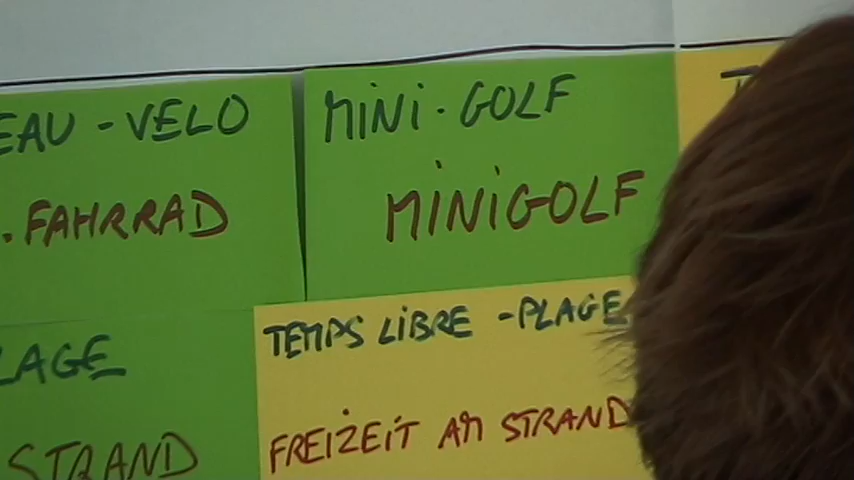 EAU - VELO
. FAHRRAD
MINI - GOLF
MINIGOLF
LAGE
STRAND
TEMPS LIBRE - PLAGE
FREIZEIT AM STRAND